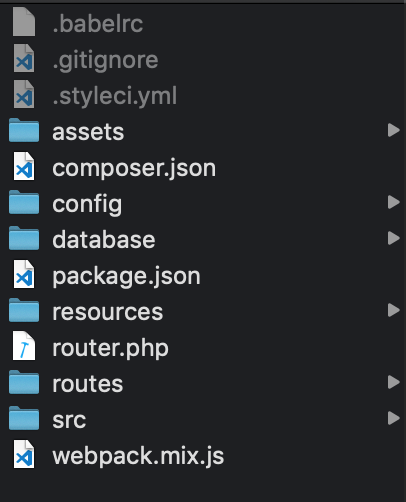 .babelrc
.gitignore
.styleci.yml
assets
composer.json
config
database
package.json
resources
router.php
routes
src
webpack.mix.js